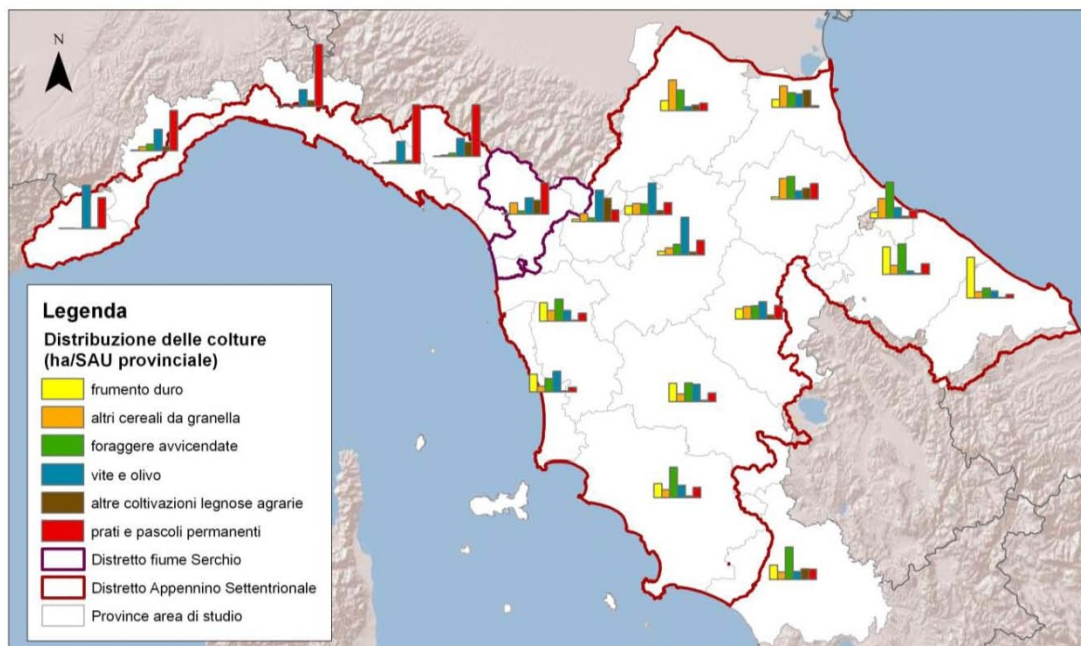 N
Legenda
Distribuzione delle colture
(ha/SAU provinciale)
frumento duro
altri cereali da granella
foraggere avvicendate
vite e olivo
altre coltivazioni legnose agrarie
prati e pascoli permanenti
Distretto fiume Serchio
Distretto Appennino Settentrionale
Province area di studio